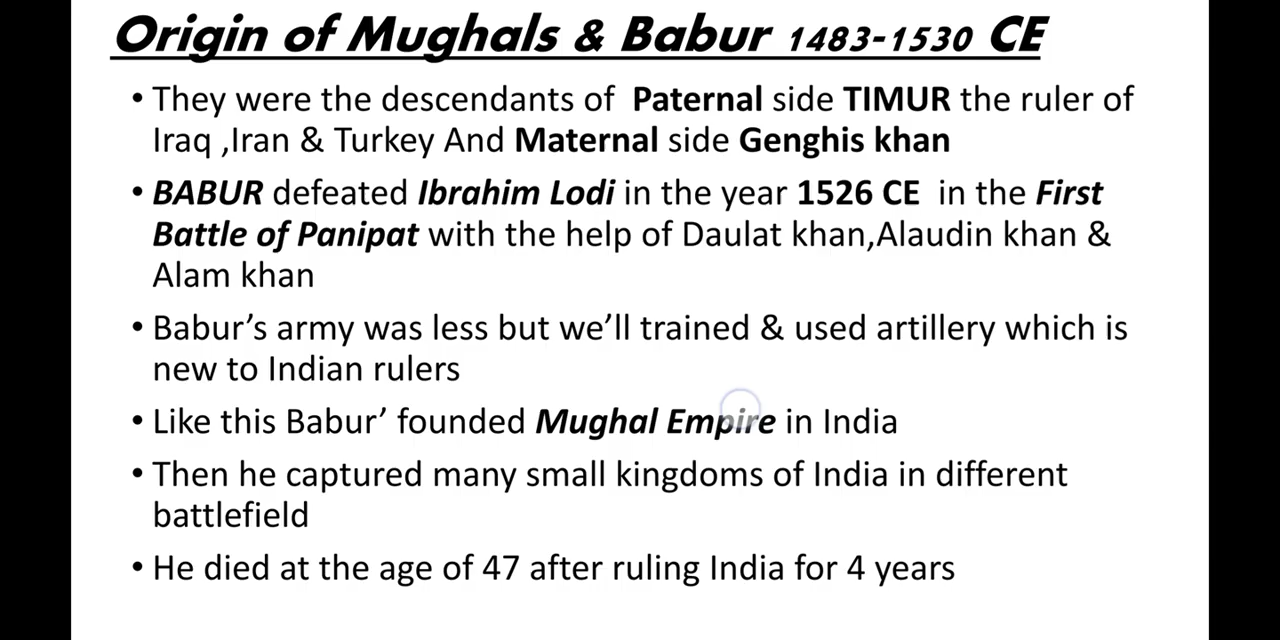 Origin of Mughals & Babur 1483-1530 CE
• They were the descendants of Paternal side TIMUR the ruler of
Iraq ,Iran & Turkey And Maternal side Genghis khan
• BABUR defeated Ibrahim Lodi in the year 1526 CE in the First
Battle of Panipat with the help of Daulat khan,Alaudin khan &
Alam khan
• Babur’s army was less but we’ll trained & used artillery which is
new to Indian rulers
• Like this Babur’ founded Mughal Empire in India
• Then he captured many small kingdoms of India in different
battlefield
• He died at the age of 47 after ruling India for 4 years